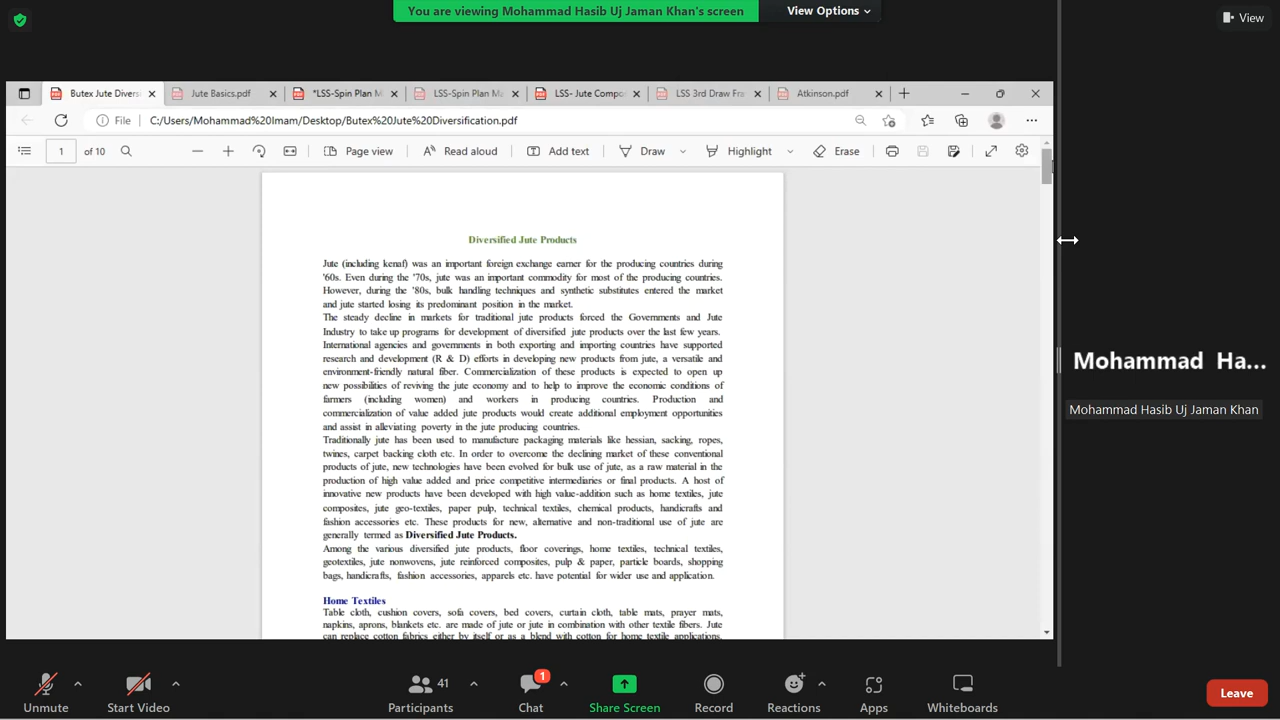 You are viewing Mohammad Hasib Uj Jaman Khan's screen View Options
View
Butex Jute Divers Jute Basics.pdf *LSS-Spin Plan M LSS-Spin Plan Ma LSS- Jute Compo LSS 3rd Draw Fra Atkinson.pdf
File C:/Users/Mohammad%20Imam/Desktop/Butex%20Jute%20Diversification.pdf
1 of 10 Page view Read aloud Add text Draw Highlight Erase
Diversified Jute Products
Jute (including kenaf) was an important foreign exchange earner for the producing countries during
'60s. Even during the '70s, jute was an important commodity for most of the producing countries.
However, during the '80s, bulk handling techniques and synthetic substitutes entered the market
and jute started losing its predominant position in the market.
The steady decline in markets for traditional jute products forced the Governments and Jute
Industry to take up programs for development of diversified jute products over the last few years.
International agencies and governments in both exporting and importing countries have supported
research and development (R & D) efforts in developing new products from jute, a versatile and
environment-friendly natural fiber. Commercialization of these products is expected to open up
new possibilities of reviving the jute economy and to help to improve the economic conditions of
farmers (including women) and workers in producing countries. Production and
commercialization of value added jute products would create additional employment opportunities
and assist in alleviating poverty in the jute producing countries.
Traditionally jute has been used to manufacture packaging materials like hessian, sacking, ropes,
twines, carpet backing cloth etc. In order to overcome the declining market of these conventional
products of jute, new technologies have been evolved for bulk use of jute, as a raw material in the
production of high value added and price competitive intermediaries or final products. A host of
innovative new products have been developed with high value-addition such as home textiles, jute
composites, jute geo-textiles, paper pulp, technical textiles, chemical products, handicrafts and
fashion accessories etc. These products for new, alternative and non-traditional use of jute are
generally termed as Diversified Jute Products.
Among the various diversified jute products, floor coverings, home textiles, technical textiles,
geotextiles, jute nonwovens, jute reinforced composites, pulp & paper, particle boards, shopping
bags, handicrafts, fashion accessories, apparels etc. have potential for wider use and application.
Home Textiles
Table cloth, cushion covers, sofa covers, bed covers, curtain cloth, table mats, prayer mats,
napkins, aprons, blankets etc. are made of jute or jute in combination with other textile fibers. Jute
can replace cotton fabrics either by itself or as a blend with cotton for home textile applications.
Mohammad Ha...
Mohammad Hasib Uj Jaman Khan
41 1
Unmute Start Video Participants Chat Share Screen Record Reactions Apps Whiteboards Leave